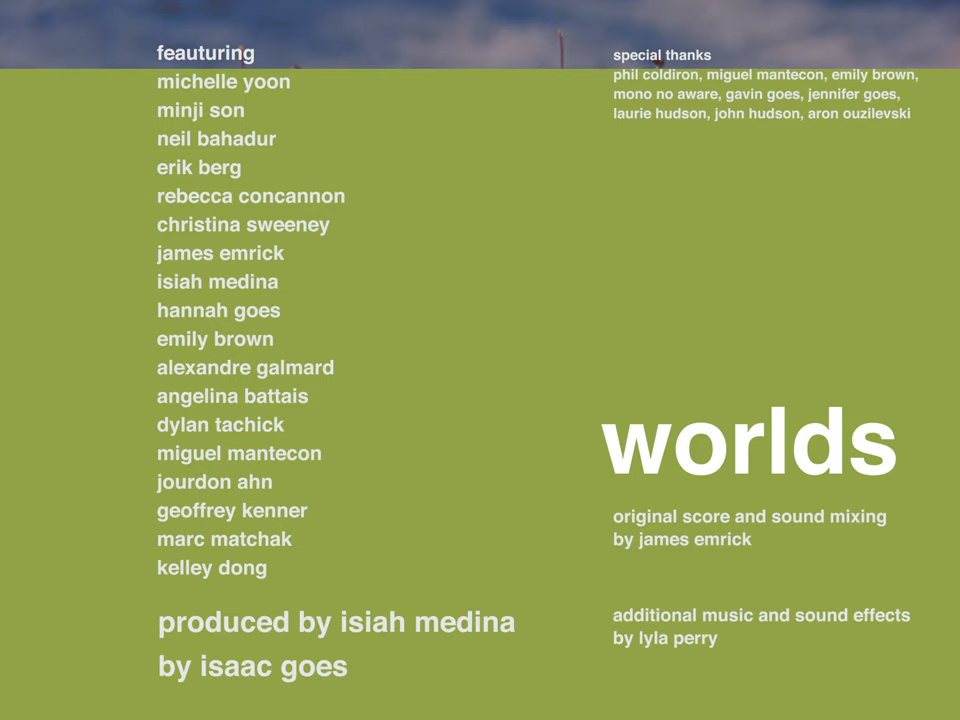 feauturing
michelle yoon
minji son
neil bahadur
erik berg
rebecca concannon
christina sweeney
james emrick
isiah medina
hannah goes
emily brown
alexandre galmard
angelina battais
dylan tachick
miguel mantecon
jourdon ahn
geoffrey kenner
marc matchak
kelley dong
produced by isiah medina
by isaac goes
special thanks
phil coldiron, miguel mantecon, emily brown,
mono no aware, gavin goes, jennifer goes,
laurie hudson, john hudson, aron ouzilevski
worlds
original score and sound mixing
by james emrick
additional music and sound effects
by lyla perry